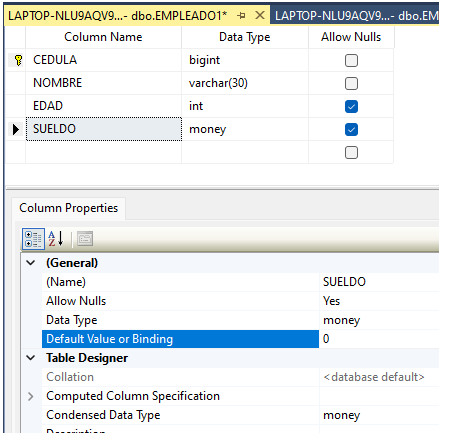 LAPTOP-NLU9AQV9...- dbo.EMPLEADO1* LAPTOP-NLU9AQV9...- dbo.EM
Column Name Data Type Allow Nulls
CEDULA bigint
NOMBRE varchar(30)
EDAD int
SUELDO money
Column Properties
(General)
(Name) SUELDO
Allow Nulls Yes
Data Type money
Default Value or Binding 0
Table Designer
Collation <database default>
Computed Column Specification
Condensed Data Type money